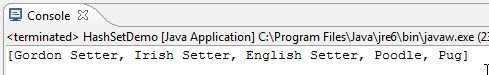 Console
<terminated> HashSetDemo [Java Application] C:\Program Files\Java\jre6\bin\javaw.exe (23
[Gordon Setter, Irish Setter, English Setter, Poodle, Pug]